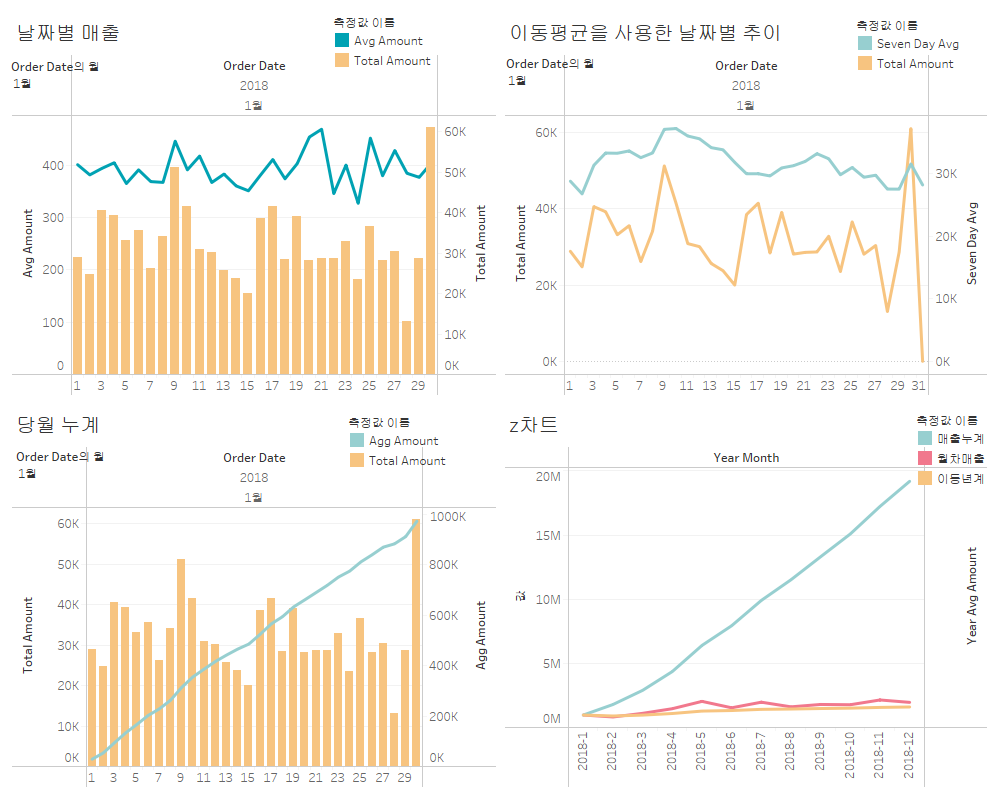 날짜별 매출
측정값 이름
Avg Amount
Total Amount
Order Date의 월
1월
Order Date
2018
1월
400
300
200
100
0
Avg Amount
60K
50K
40K
30K
20K
10K
0K
Total Amount
1 3 5 7 9 11 13 15 17 19 21 23 25 27 29
이동평균을 사용한 날짜별 추이
측정값 이름
Seven Day Avg
Total Amount
Order Date의 월
1월
Order Date
2018
1월
60K
40K
20K
0K
Total Amount
30K
20K
10K
0K
Seven Day Avg
1 3 5 7 9 11 13 15 17 19 21 23 25 27 29 31
당월 누계
측정값 이름
Agg Amount
Total Amount
Order Date의 월
1월
Order Date
2018
1월
60K
50K
40K
30K
20K
10K
0K
Total Amount
1000K
800K
600K
400K
200K
0K
Agg Amount
1 3 5 7 9 11 13 15 17 19 21 23 25 27 29
z차트
측정값 이름
매출누계
월차매출
이동년계
Year Month
20M
15M
10M
5M
0M
값
Year Avg Amount
2018-1
2018-2
2018-3
2018-4
2018-5
2018-6
2018-7
2018-8
2018-9
2018-10
2018-11
2018-12